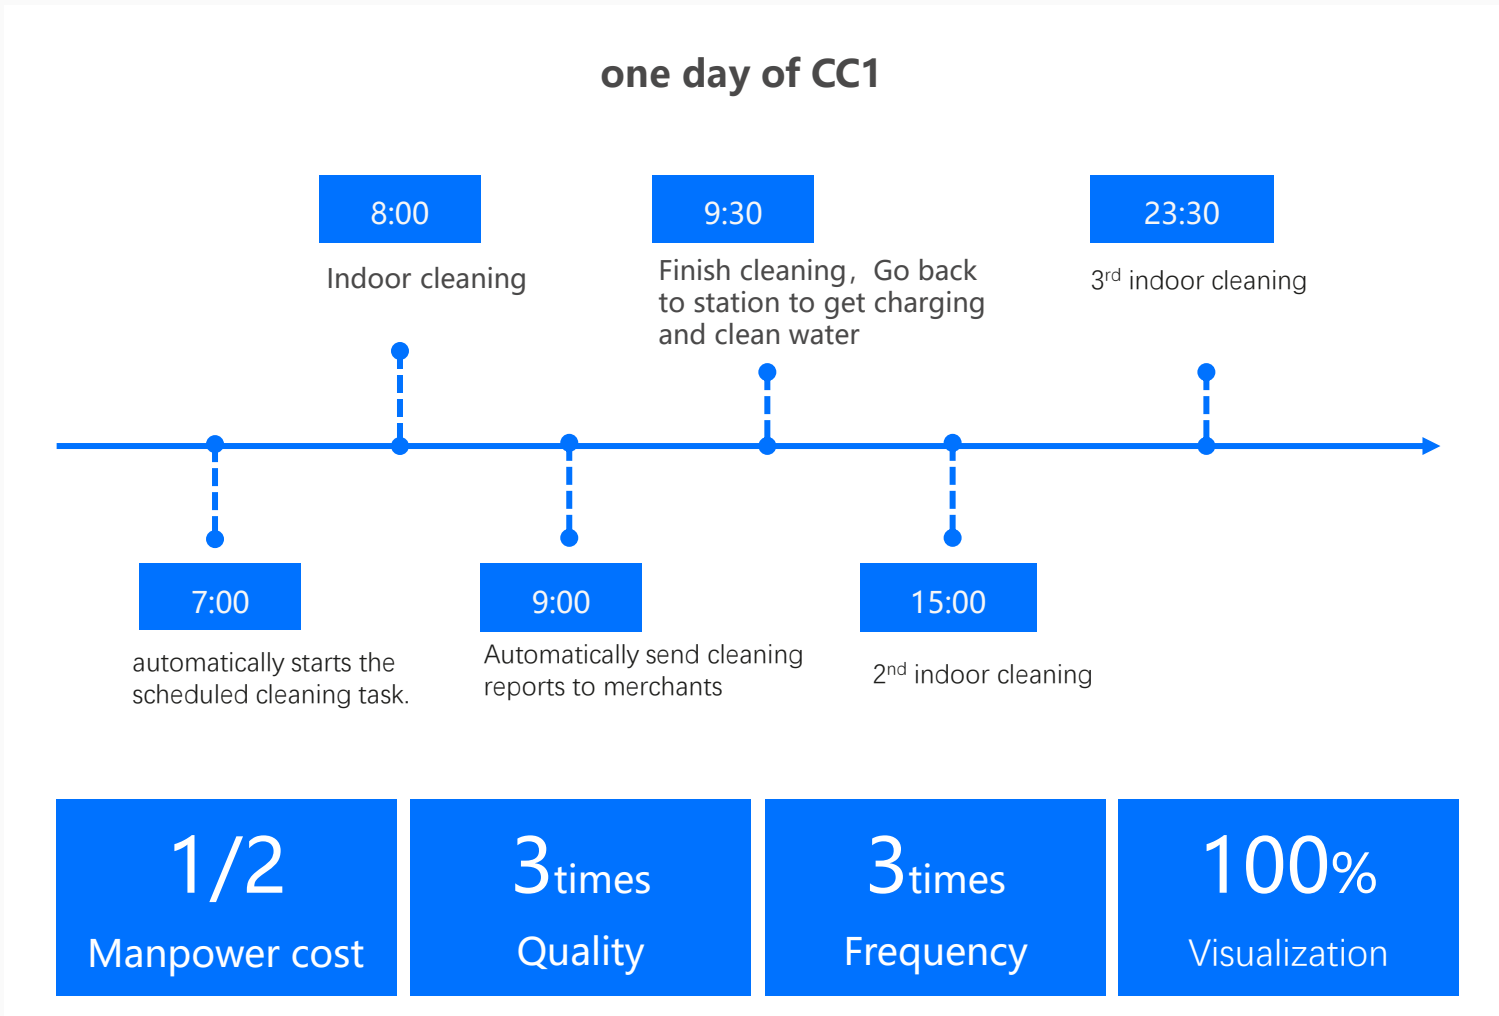 one day of CC1
8:00
Indoor cleaning
9:30
Finish cleaning，Go back
to station to get charging
and clean water
23:30
3rd indoor cleaning
7:00
automatically starts the
scheduled cleaning task.
9:00
Automatically send cleaning
reports to merchants
15:00
2nd indoor cleaning
1/2
Manpower cost
3times
Quality
3times
Frequency
100%
Visualization